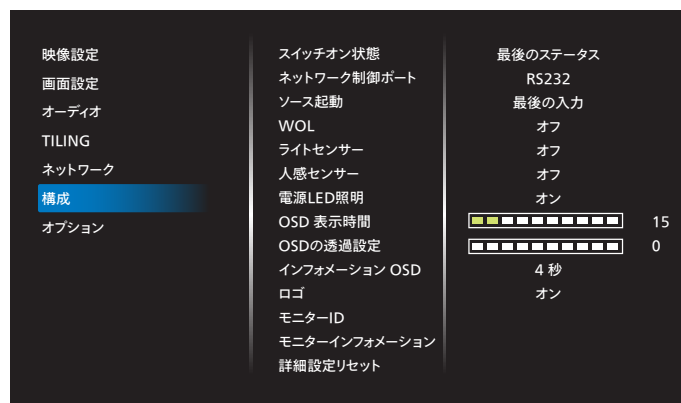 映像設定
画面設定
オーディオ
TILING
ネットワーク
構成
オプション
スイッチオン状態 最後のステータス
ネットワーク制御ポート RS232
ソース起動 最後の入力
WOL オフ
ライトセンサー オフ
人感センサー オフ
電源LED照明 オン
OSD 表示時間 15
OSDの透過設定 0
インフォメーション OSD 4 秒
ロゴ オン
モニターID
モニターインフォメーション
詳細設定リセット